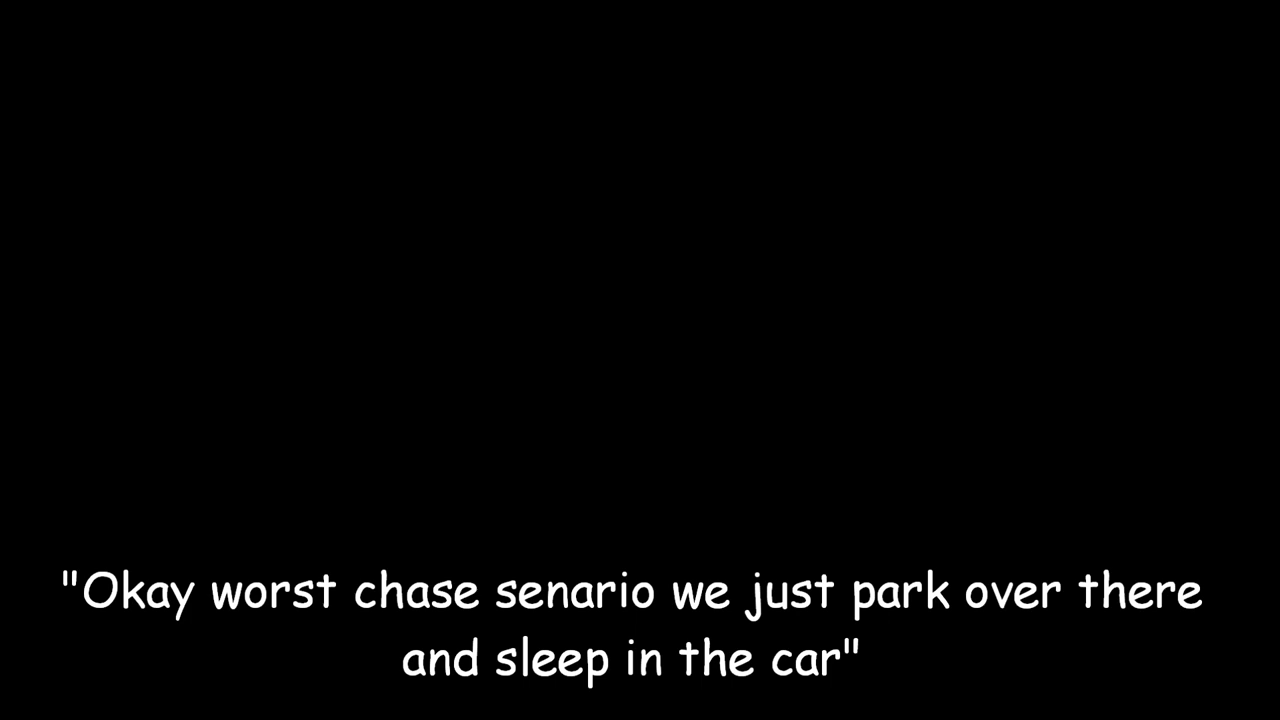 "Okay worst chase senario we just park over there
and sleep in the car"